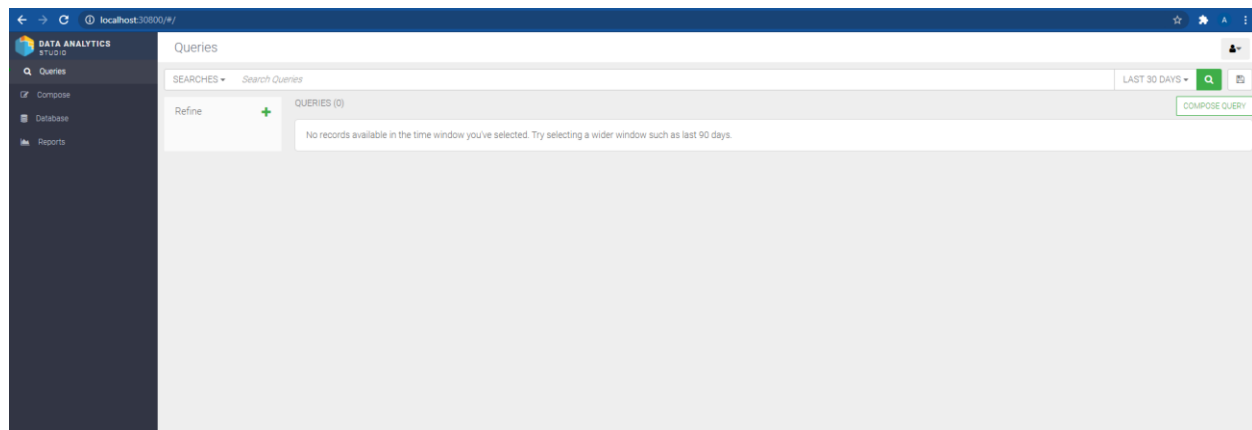 localhost:30800/#/
A
DATA ANALYTICS
STUDIO
Queries
Queries
Compose
Database
Reports
SEARCHES
Search Queries
LAST 30 DAYS
Refine
QUERIES (0)
COMPOSE QUERY
No records available in the time window you've selected. Try selecting a wider window such as last 90 days.